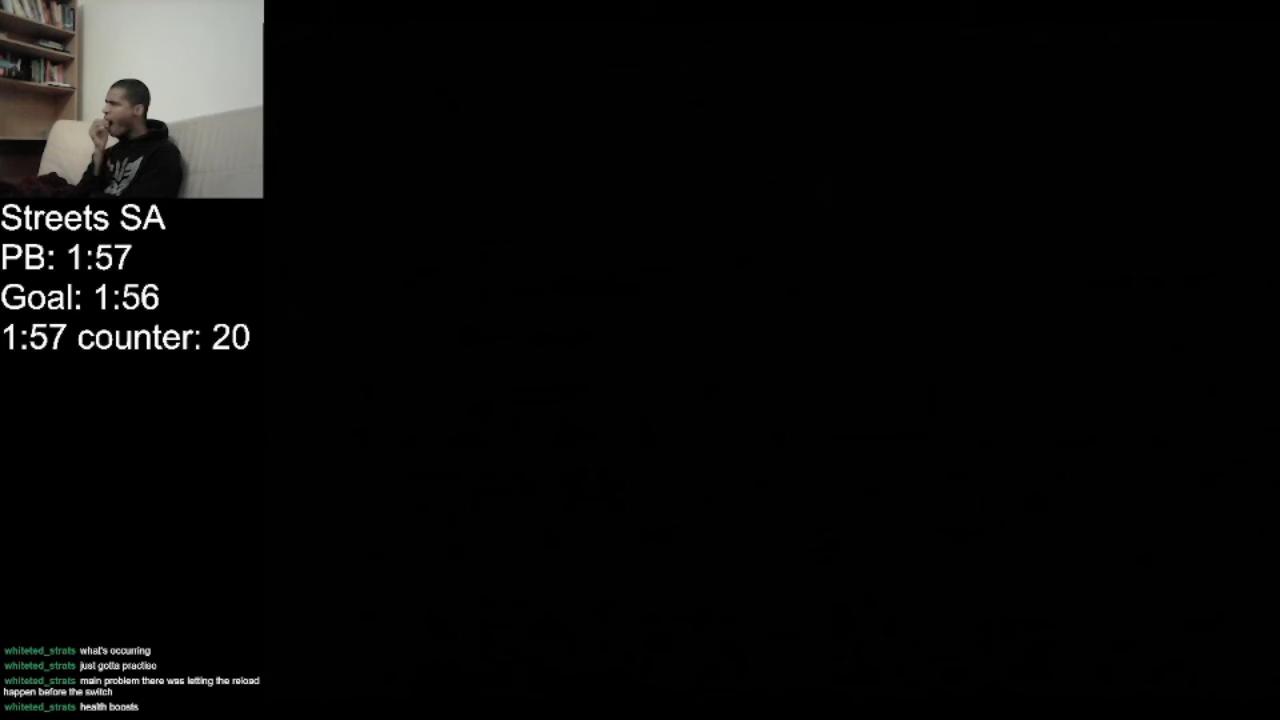 Streets SA
PB: 1:57
Goal: 1:56
1:57 counter: 20
whiteted_strats what's occurring
whiteted_strats just gotta practise
whiteted_strats main problem there was letting the reload
happen before the switch
whiteted_strats health boosts